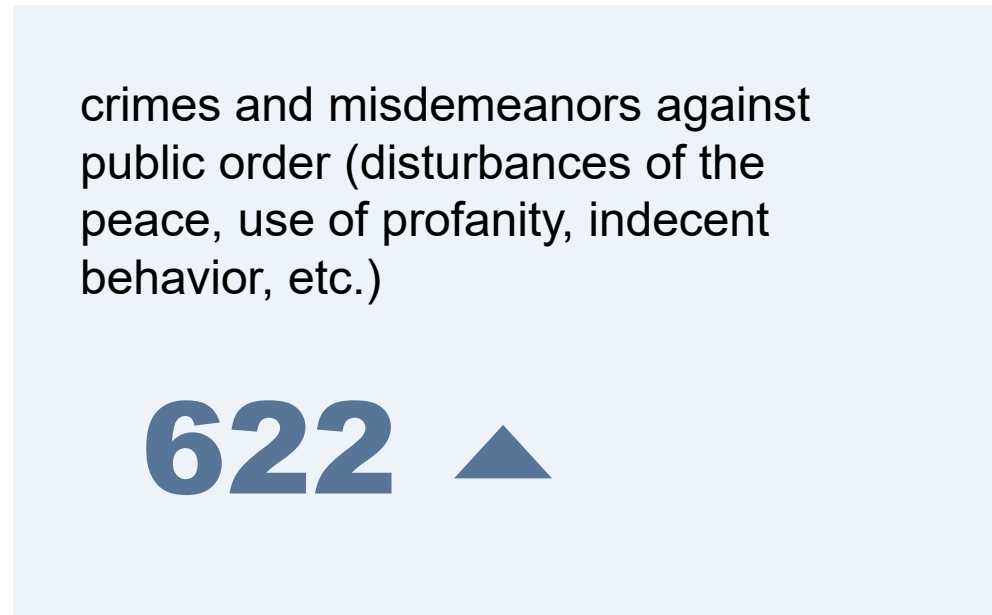 crimes and misdemeanors against
public order (disturbances of the
peace, use of profanity, indecent
behavior, etc.)
622